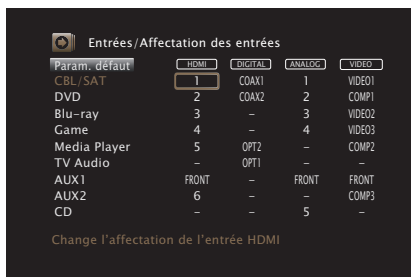 Entrées/Affectation des entrées
Param. défaut HDMI DIGITAL ANALOG VIDEO
CBL/SAT 1 COAX1 1 VIDEO1
DVD 2 COAX2 2 COMP1
Blu-ray 3 – 3 VIDEO2
Game 4 – 4 VIDEO3
Media Player 5 OPT2 – COMP2
TV Audio – OPT1 – –
AUX1 FRONT – FRONT FRONT
AUX2 6 – – COMP3
CD – – 5 –
Change l'affectation de l'entrée HDMI